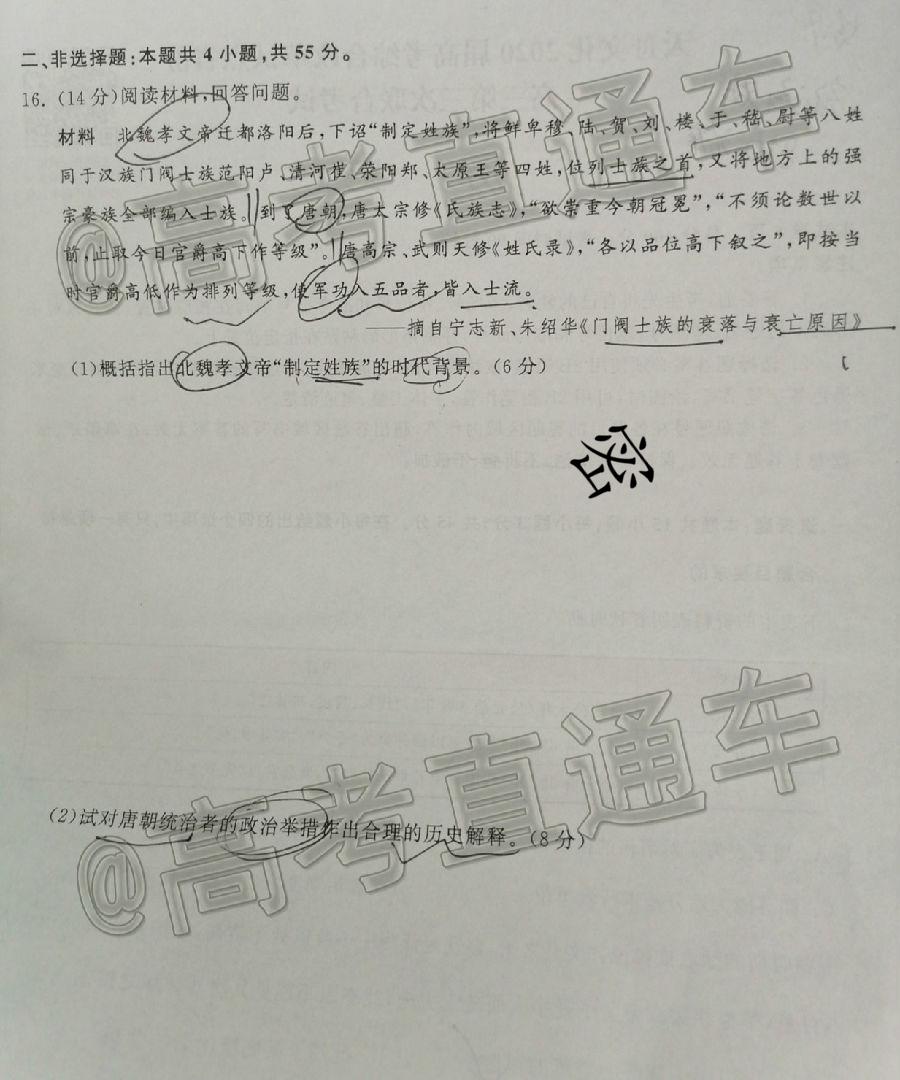 二、非选择题:本题共4小题,共55分。
16.(14分)阅读材料,回答问题。
材料 北魏孝文帝迁都洛阳后,下诏“制定姓族”,将鲜卑穆、陆、贺、刘、楼、于、嵇、尉等八姓
同于汉族门阀士族范阳卢、清河崔、荥阳郑、太原王等四姓,位列士族之首,又将地方上的强
宗豪族全部编入士族。到了唐朝,唐太宗修《氏族志》,“欲崇重今朝冠冕”,“不须论数世以
前,止取今日官爵高下作等级”。唐高宗、武则天修《姓氏录》,“各以品位高下叙之”,即按当
时官爵高低作为排列等级,使军功入五品者,皆入士流。
——摘自宁志新、朱绍华《门阀士族的衰落与衰亡原因》
(1)概括指出北魏孝文帝“制定姓族”的时代背景。(6分)
密
(2)试对唐朝统治者的政治举措作出合理的历史解释。(8分)
@高考直通车
@高考直通车